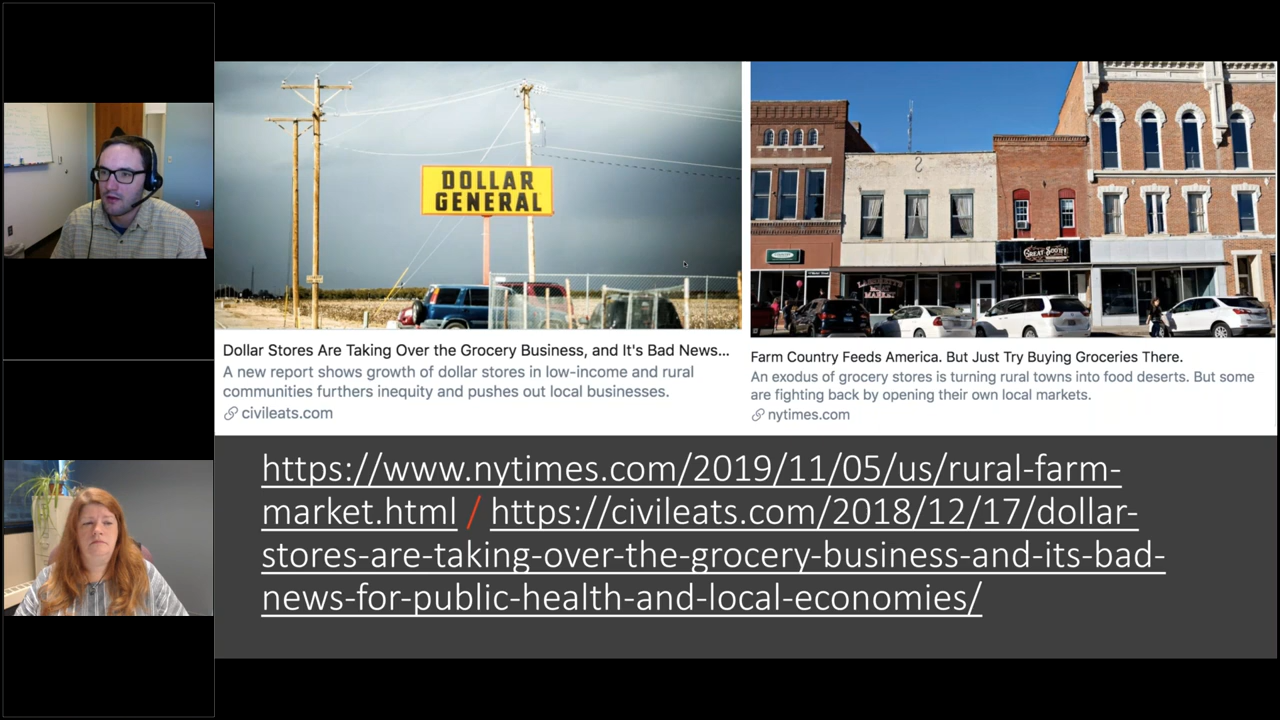 DOLLAR
GENERAL
GREAT SOUTH
MARKET
Dollar Stores Are Taking Over the Grocery Business, and It's Bad News...
A new report shows growth of dollar stores in low-income and rural
communities furthers inequity and pushes out local businesses.
civileats.com
Farm Country Feeds America. But Just Try Buying Groceries There.
An exodus of grocery stores is turning rural towns into food deserts. But some
are fighting back by opening their own local markets.
nytimes.com
https://www.nytimes.com/2019/11/05/us/rural-farm-
market.html / https://civileats.com/2018/12/17/dollar-
stores-are-taking-over-the-grocery-business-and-its-bad-
news-for-public-health-and-local-economies/